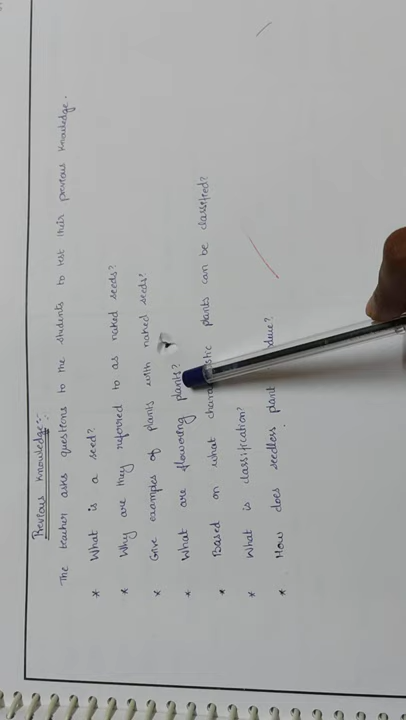 Previous Knowledge:-
The teacher asks questions to the students to test their previous knowledge.
* What is a seed?
* Why are they referred to as naked seeds?
* Give examples of plants with naked seeds?
* What are flowering plants?
* Based on what plants can be classified?
* What is classification?
* How does seedless plant